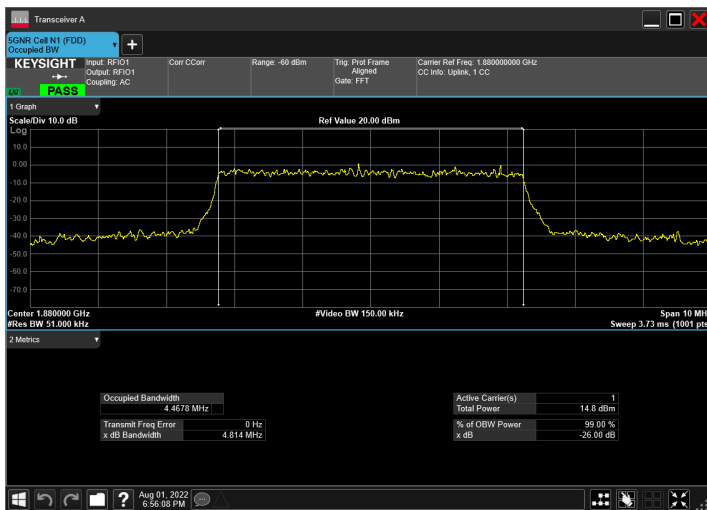 Transceiver A
5GNR Cell N1 (FDD)
Occupied BW
KEYSIGHT
LXI
PASS
Input: RFIO1
Output: RFIO1
Coupling: AC
Corr CCorr
Range: -60 dBm
Trig: Prot Frame
Aligned
Gate: FFT
Carrier Ref Freq: 1.880000000 GHz
CC Info: Uplink, 1 CC
1 Graph
Scale/Div 10.0 dB
Ref Value 20.00 dBm
Log
10.0
0.00
-10.0
-20.0
-30.0
-40.0
-50.0
-60.0
-70.0
Center 1.880000 GHz
#Video BW 150.00 kHz
Span 10 MH
#Res BW 51.000 kHz
Sweep 3.73 ms (1001 pts
2 Metrics
Occupied Bandwidth
4.4678 MHz
Transmit Freq Error 0 Hz
x dB Bandwidth 4.814 MHz
Active Carrier(s) 1
Total Power 14.8 dBm
% of OBW Power 99.00 %
x dB -26.00 dB
?
Aug 01, 2022
6:56:08 PM